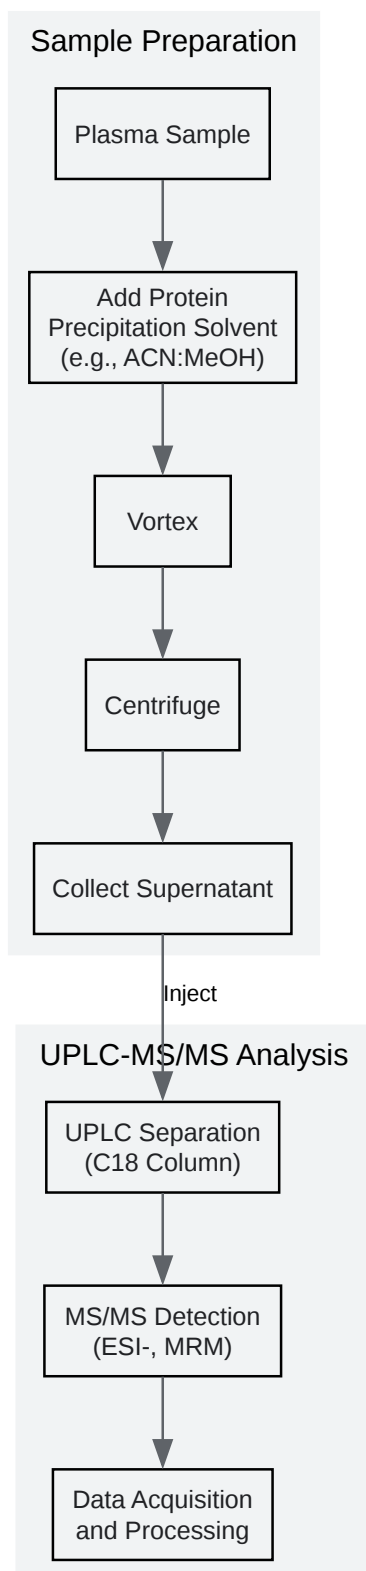 Sample Preparation
Plasma Sample
Add Protein
Precipitation Solvent
(e.g., ACN:MeOH)
Vortex
Centrifuge
Collect Supernatant
Inject
UPLC-MS/MS Analysis
UPLC Separation
(C18 Column)
MS/MS Detection
(ESI-, MRM)
Data Acquisition
and Processing